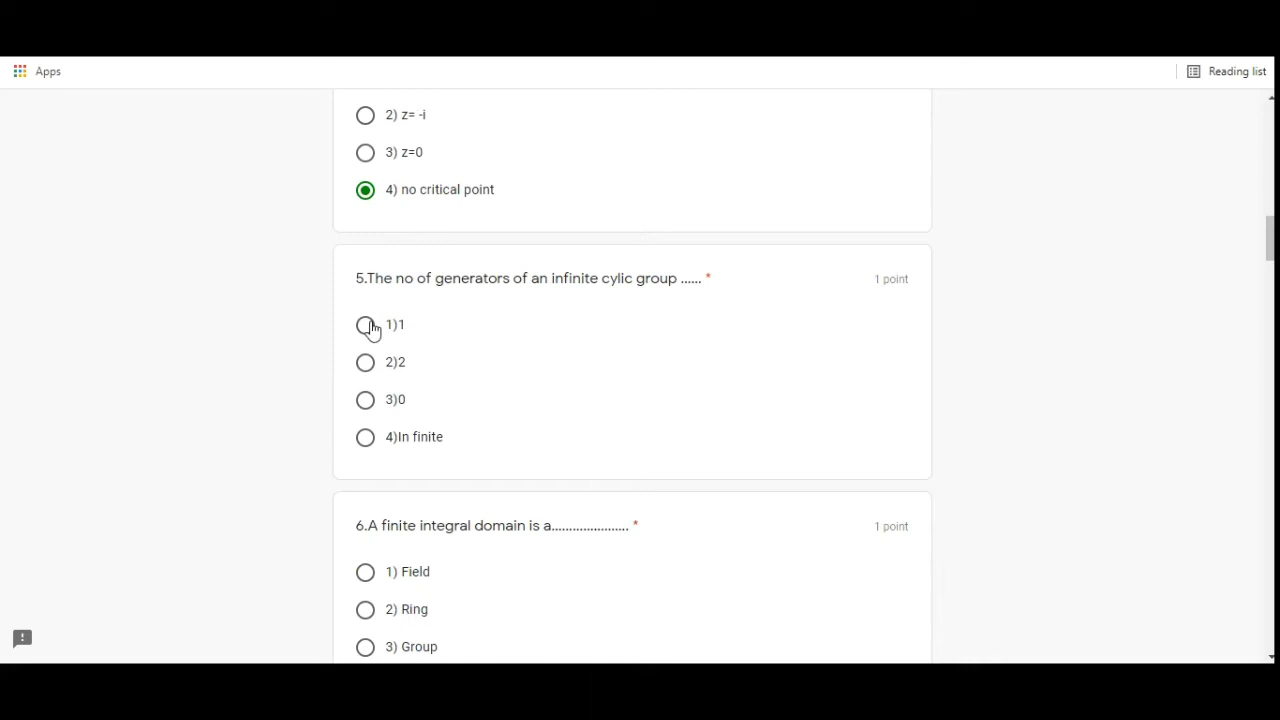 Apps
Reading list
2) z= -i
3) z=0
4) no critical point
5.The no of generators of an infinite cylic group ...... *
1 point
1)1
2)2
3)0
4)In finite
6.A finite integral domain is a...................... *
1 point
1) Field
2) Ring
3) Group